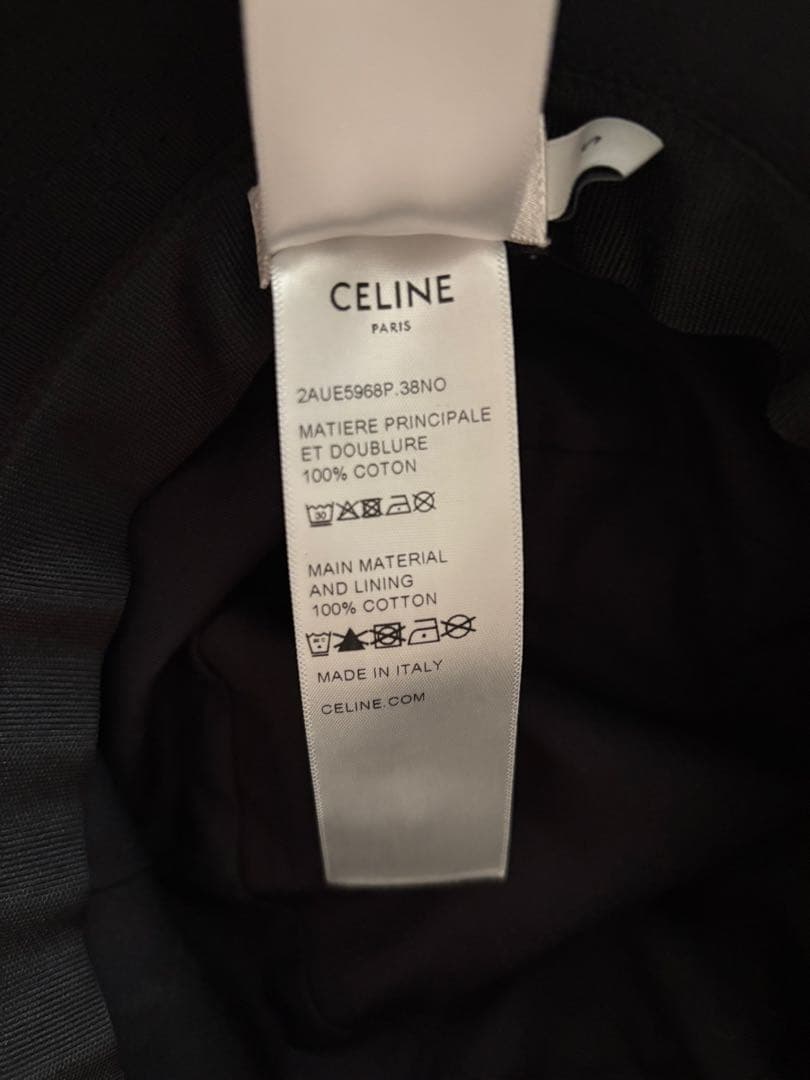 CELINE
PARIS
2AUE5968P.38NO
MATIERE PRINCIPALE
ET DOUBLURE
100% COTON
30
MAIN MATERIAL
AND LINING
100% COTTON
MADE IN ITALY
CELINE.COM